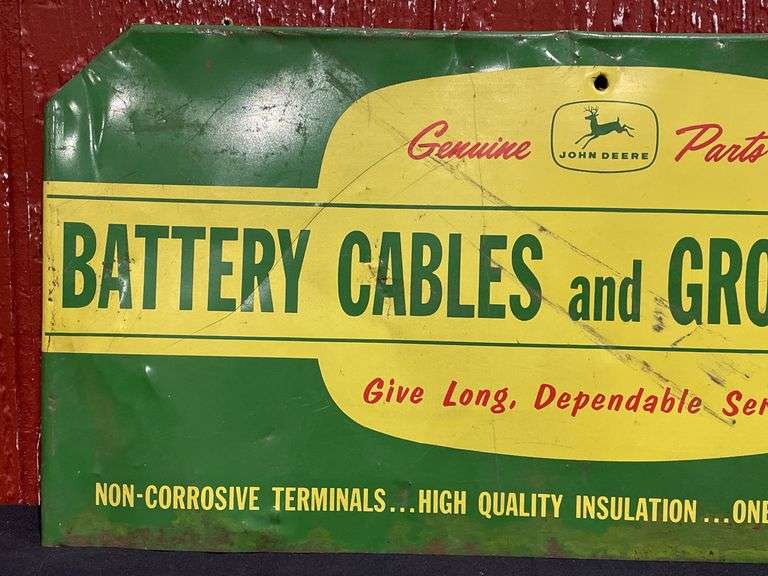 Genuine JOHN DEERE Parts
BATTERY CABLES and GRO
Give Long, Dependable Ser
NON-CORROSIVE TERMINALS...HIGH QUALITY INSULATION...ONE